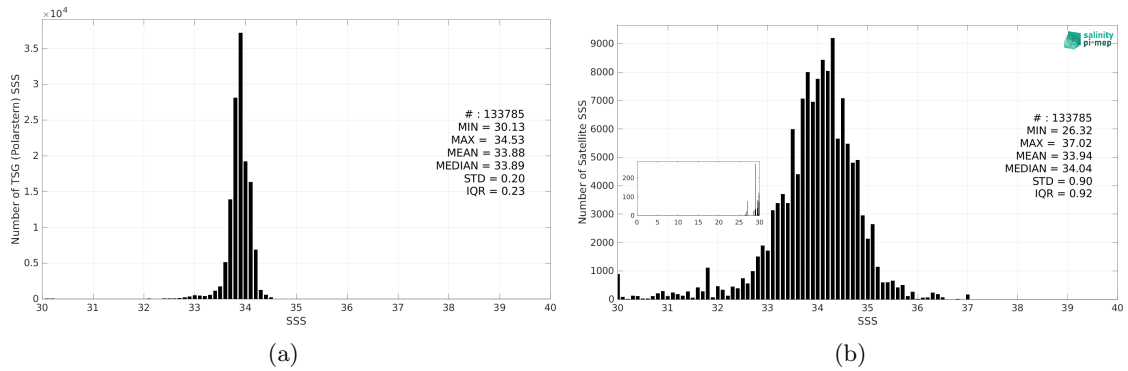 ×10⁴
3.5
3
2.5
2
1.5
1
0.5
0
30 31 32 33 34 35 36 37 38 39 40
SSS
Number of TSG (Polarstern) SSS
# : 133785
MIN = 30.13
MAX = 34.53
MEAN = 33.88
MEDIAN = 33.89
STD = 0.20
IQR = 0.23
(a)
salinity
pi-mep
9000
8000
7000
6000
5000
4000
3000
2000
1000
0
30 31 32 33 34 35 36 37 38 39 40
SSS
Number of Satellite SSS
# : 133785
MIN = 26.32
MAX = 37.02
MEAN = 33.94
MEDIAN = 34.04
STD = 0.90
IQR = 0.92
200
100
0
0 5 10 15 20 25 30
(b)